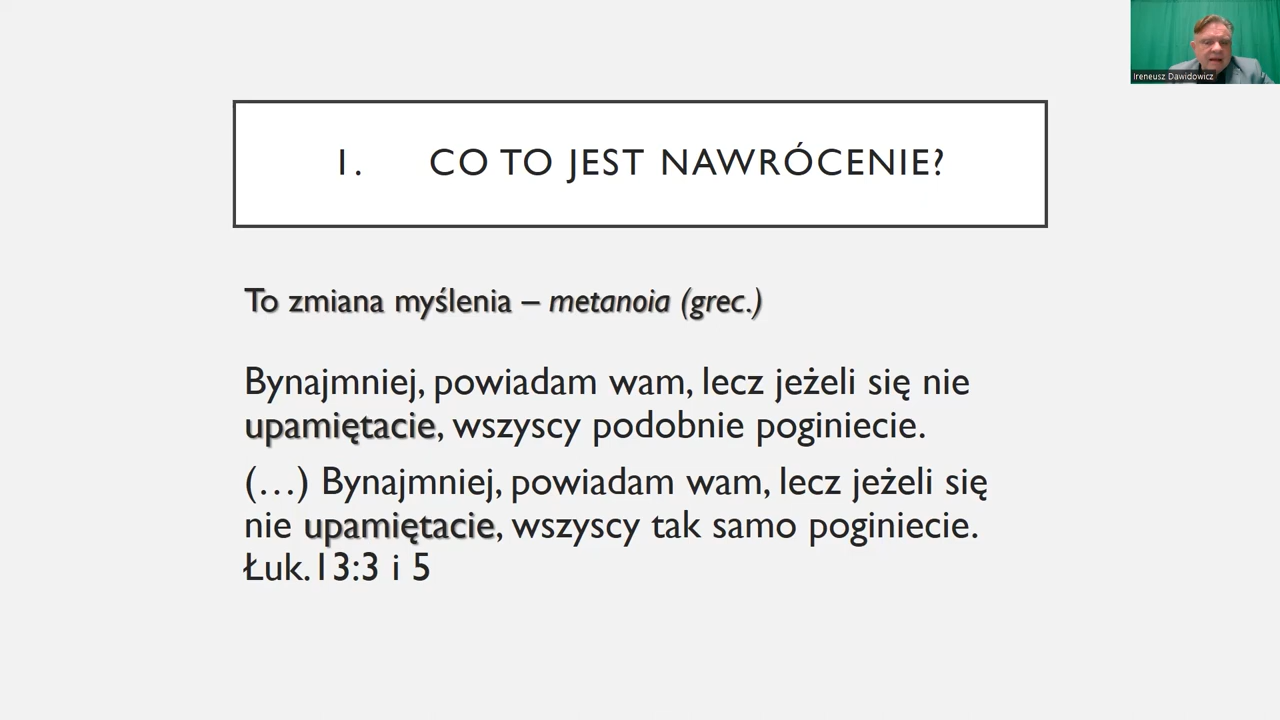 Ireneusz Dawidowicz
1. CO TO JEST NAWRÓCENIE?
To zmiana myślenia – metanoia (grec.)
Bynajmniej, powiadam wam, lecz jeżeli się nie
upamiętacie, wszyscy podobnie poginiecie.
(…) Bynajmniej, powiadam wam, lecz jeżeli się
nie upamiętacie, wszyscy tak samo poginiecie.
Łuk.13:3 i 5